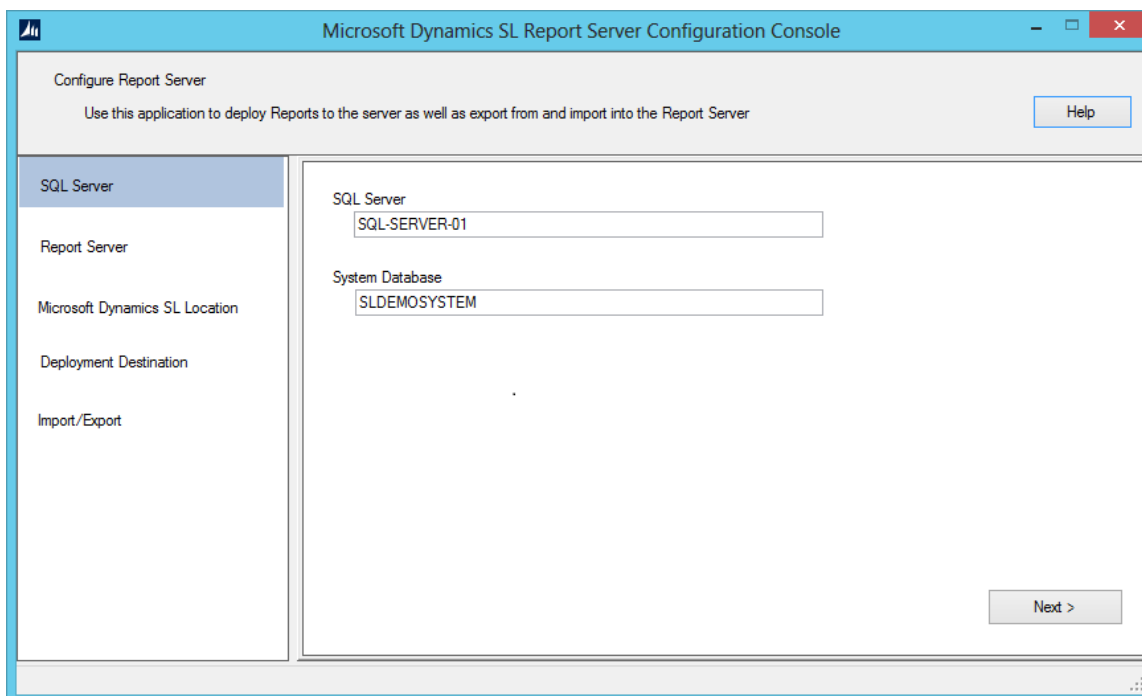 Microsoft Dynamics SL Report Server Configuration Console
Configure Report Server
Use this application to deploy Reports to the server as well as export from and import into the Report Server
Help
SQL Server
Report Server
Microsoft Dynamics SL Location
Deployment Destination
Import/Export
SQL Server
SQL-SERVER-01
System Database
SLDEMOSYSTEM
.
Next >